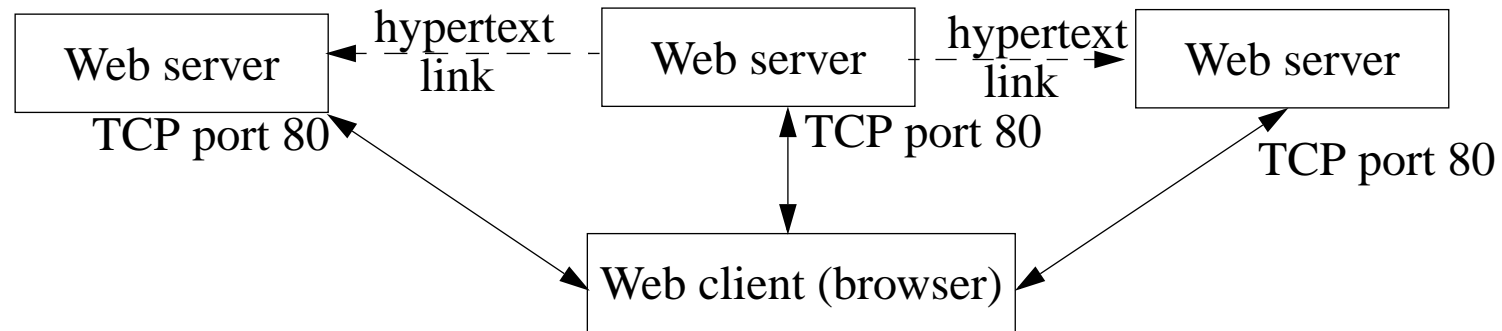 Web server
hypertext
link
Web server
hypertext
link
Web server
TCP port 80
TCP port 80
TCP port 80
Web client (browser)